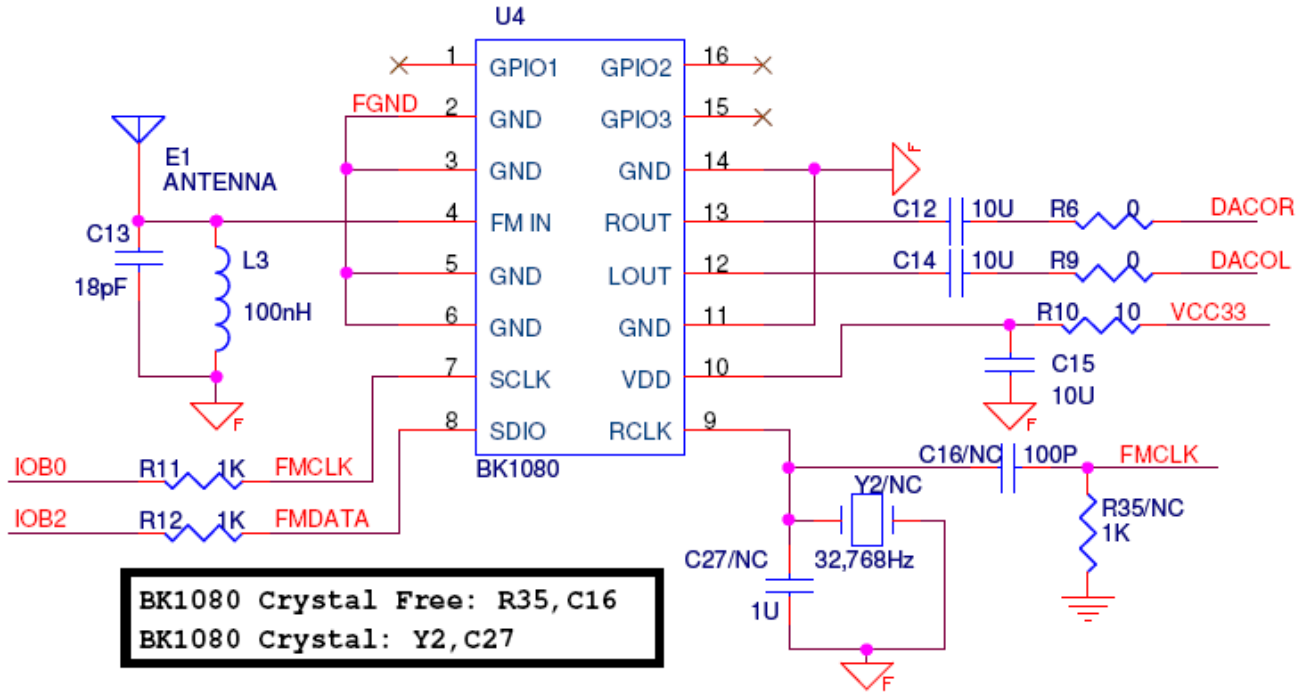 U4
1 GPIO1 GPIO2 16
FGND 2 GND GPIO3 15
E1
ANTENNA
3 GND GND 14 F
4 FM IN ROUT 13 C12 10U R6 0 DACOR
C13
18pF
L3
100nH
5 GND LOUT 12 C14 10U R9 0 DACOL
6 GND GND 11 R10 10 VCC33
7 SCLK VDD 10 C15
10U
F
F
8 SDIO RCLK 9
BK1080
IOB0 R11 1K FMCLK
C16/NC 100P FMCLK
IOB2 R12 1K FMDATA
Y2/NC
32,768Hz
R35/NC
1K
C27/NC
1U
F
BK1080 Crystal Free: R35,C16
BK1080 Crystal: Y2,C27